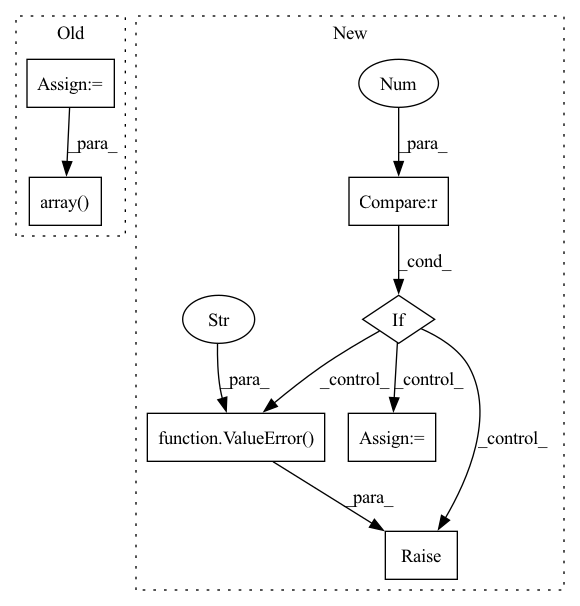 Old
New
Assign:=
Num
_para_
_para_
array()
Compare:r
_cond_
Str
If
_para_
_control_
_control_
function.ValueError()
Assign:=
_control_
_para_
Raise